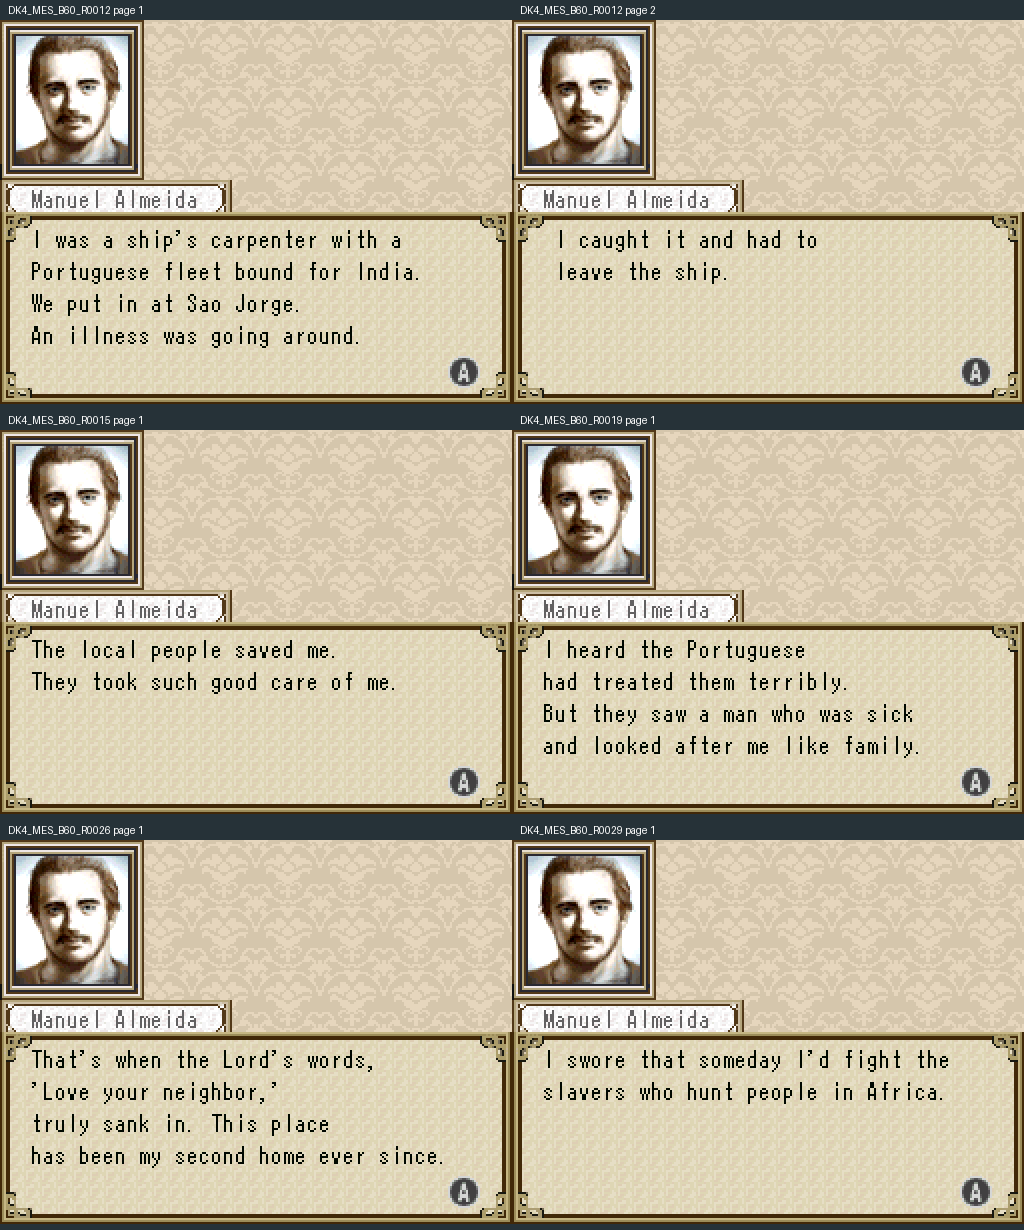 DK4_MES_B60_R0012 page 1
Manuel Almeida
I was a ship's carpenter with a
Portuguese fleet bound for India.
We put in at Sao Jorge.
An illness was going around.
A
DK4_MES_B60_R0012 page 2
Manuel Almeida
I caught it and had to
leave the ship.
A
DK4_MES_B60_R0015 page 1
Manuel Almeida
The local people saved me.
They took such good care of me.
A
DK4_MES_B60_R0019 page 1
Manuel Almeida
I heard the Portuguese
had treated them terribly.
But they saw a man who was sick
and looked after me like family.
A
DK4_MES_B60_R0026 page 1
Manuel Almeida
That's when the Lord's words,
'Love your neighbor,'
truly sank in. This place
has been my second home ever since.
A
DK4_MES_B60_R0029 page 1
Manuel Almeida
I swore that someday I'd fight the
slavers who hunt people in Africa.
A